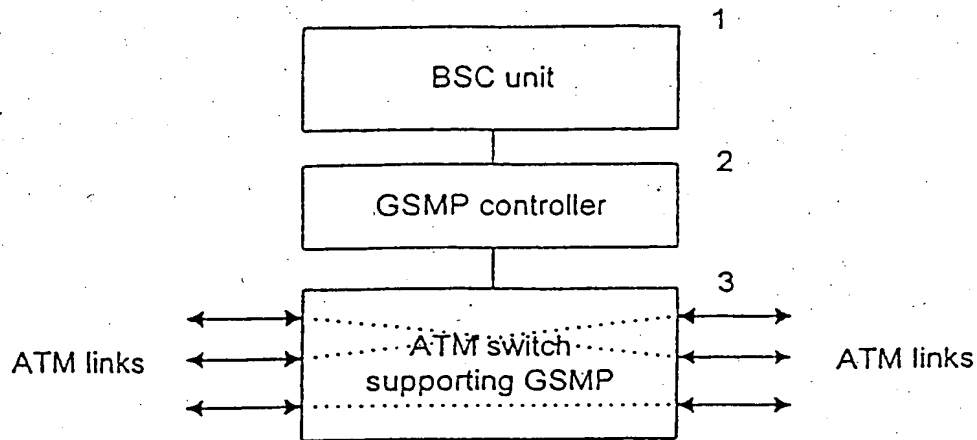 1
BSC unit
2
GSMP controller
3
ATM links
ATM switch
supporting GSMP
ATM links